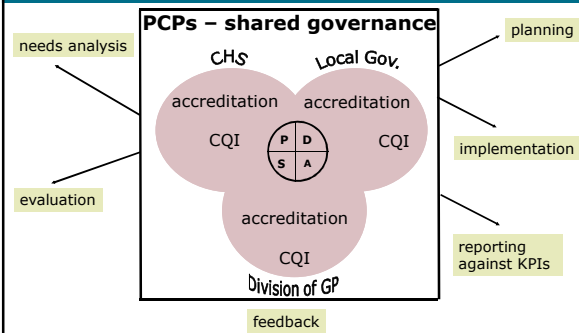 PCPs – shared governance
needs analysis
planning
CHS
Local Gov.
accreditation
accreditation
CQI
P D
S A
CQI
implementation
evaluation
accreditation
CQI
Division of GP
reporting
against KPIs
feedback